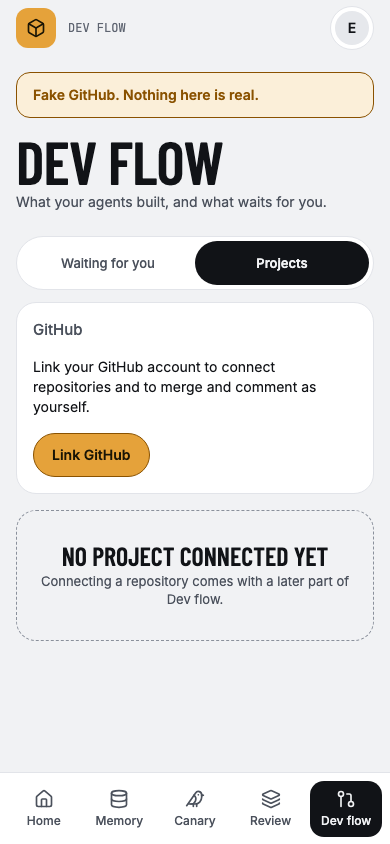 DEV FLOW
E
Fake GitHub. Nothing here is real.
DEV FLOW
What your agents built, and what waits for you.
Waiting for you
Projects
GitHub
Link your GitHub account to connect
repositories and to merge and comment as
yourself.
Link GitHub
NO PROJECT CONNECTED YET
Connecting a repository comes with a later part of
Dev flow.
Home
Memory
Canary
Review
Dev flow